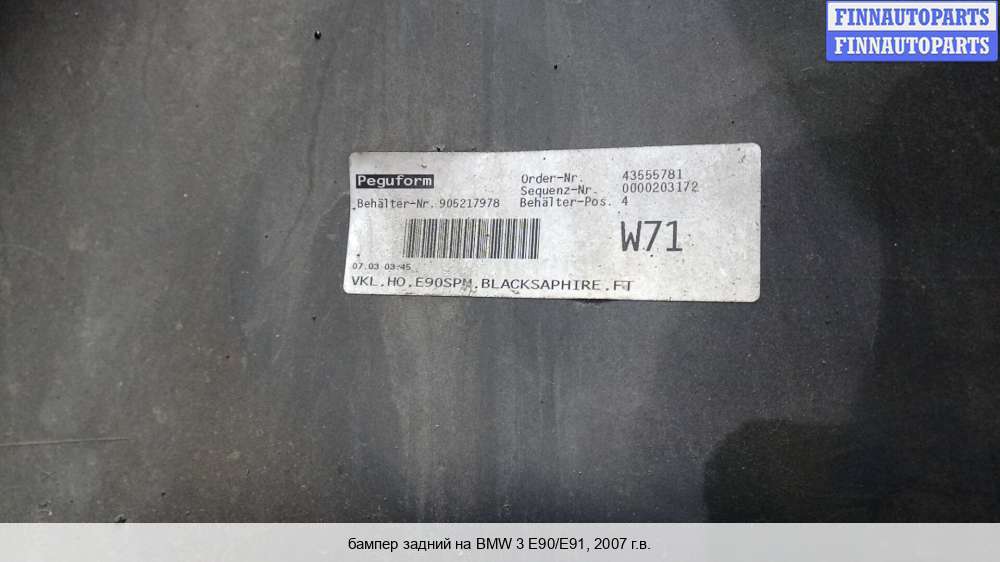 FINNAUTOPARTS
FINNAUTOPARTS
Peguform
Order-Nr. 43555781
Sequenz-Nr. 0000203172
Behälter-Nr. 905217978 Behälter-Pos. 4
W71
07.03 03:45
VKL.HO.E90SPM.BLACKSAPHIRE.FT
бампер задний на BMW 3 E90/E91, 2007 г.в.